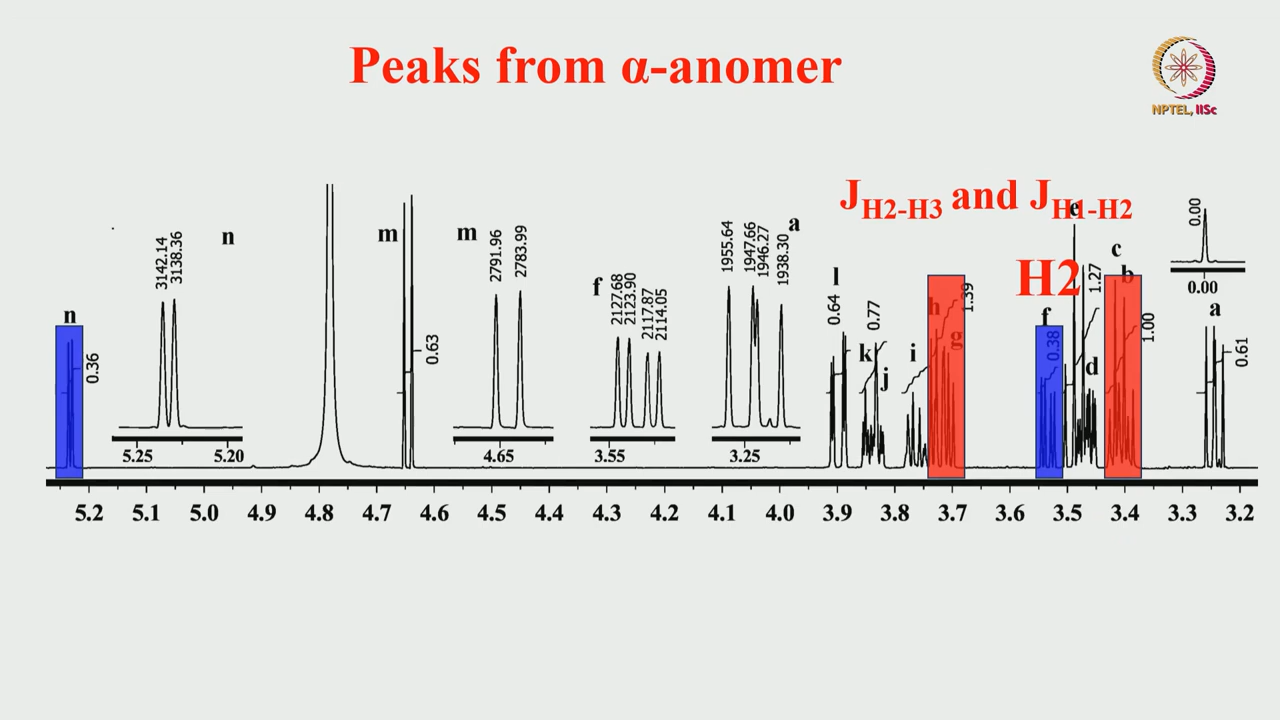 Peaks from α-anomer
NPTEL, IISc
J_H2-H3 and J_H1-H2
H2
n
0.36
3142.14
3138.36
n
5.25
5.20
m
0.63
m
2791.96
2783.99
4.65
f
2127.68
2123.90
2117.87
2114.05
3.55
1955.64
1947.66
1946.27
1938.30
a
3.25
l
0.64
k
0.77
j
i
h
g
1.39
f
0.38
e
1.27
d
c
b
1.00
0.00
0.00
a
0.61
5.2 5.1 5.0 4.9 4.8 4.7 4.6 4.5 4.4 4.3 4.2 4.1 4.0 3.9 3.8 3.7 3.6 3.5 3.4 3.3 3.2